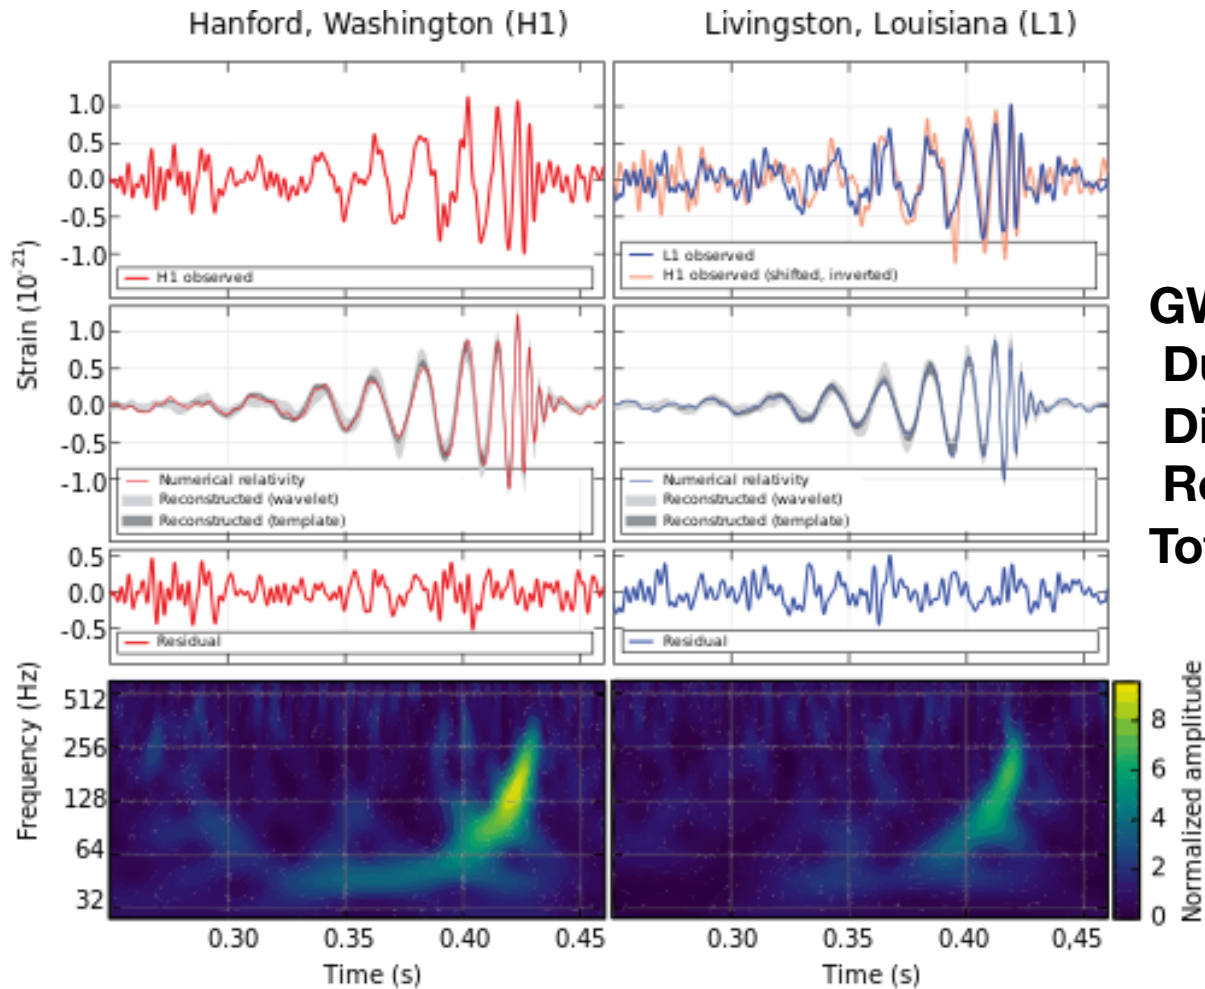 Hanford, Washington (H1)
Livingston, Louisiana (L1)
Strain (10⁻²¹)
1.0
0.5
0.0
-0.5
-1.0
H1 observed
L1 observed
H1 observed (shifted, inverted)
1.0
0.5
0.0
-0.5
-1.0
Numerical relativity
Reconstructed (wavelet)
Reconstructed (template)
Numerical relativity
Reconstructed (wavelet)
Reconstructed (template)
0.5
0.0
-0.5
Residual
Residual
Frequency (Hz)
512
256
128
64
32
0.30 0.35 0.40 0.45
Time (s)
0.30 0.35 0.40 0,45
Time (s)
8
6
4
2
0
Normalized amplitude